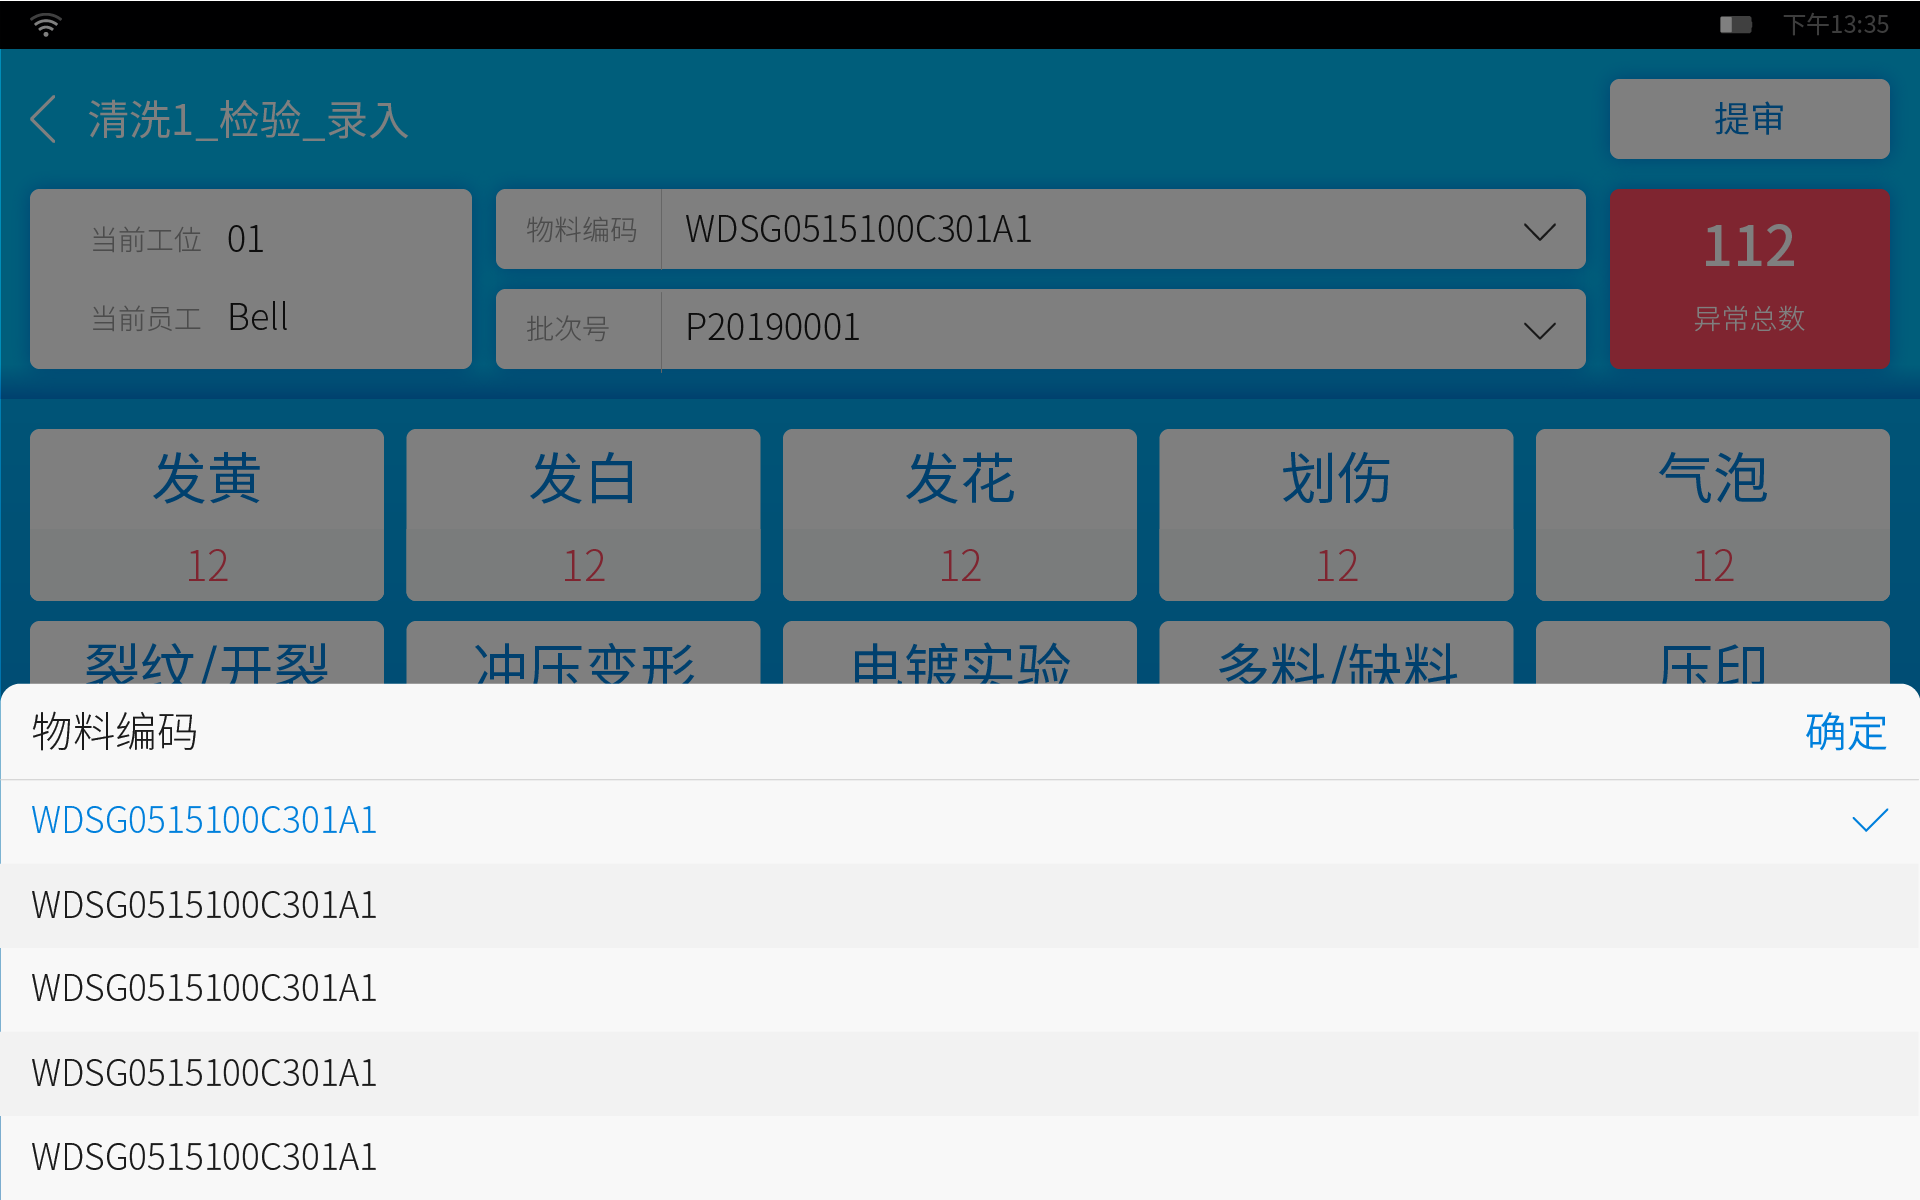 下午13:35
清洗1_检验_录入
提审
当前工位 01
当前员工 Bell
物料编码 WDSG0515100C301A1
批次号 P20190001
112
异常总数
发黄 发白 发花 划伤 气泡
12 12 12 12 12
裂纹/开裂 冲压变形 电镀实验 多料/缺料 压印
物料编码 确定
WDSG0515100C301A1
WDSG0515100C301A1
WDSG0515100C301A1
WDSG0515100C301A1
WDSG0515100C301A1